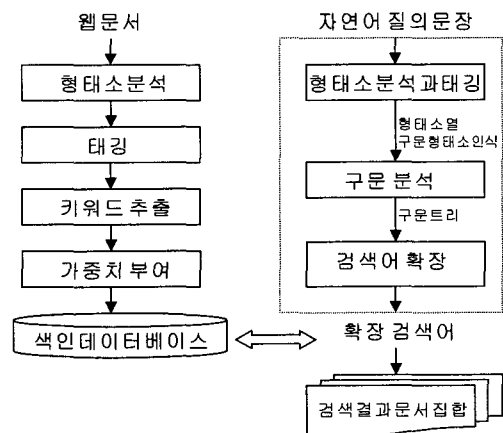 웹문서
형태소분석
태깅
키워드 추출
가중치 부여
색인데이터베이스
자연어 질의문장
형태소분석과태깅
형태소열
구문형태소인식
구문 분석
구문트리
검색어 확장
확장 검색어
검색결과문서집합